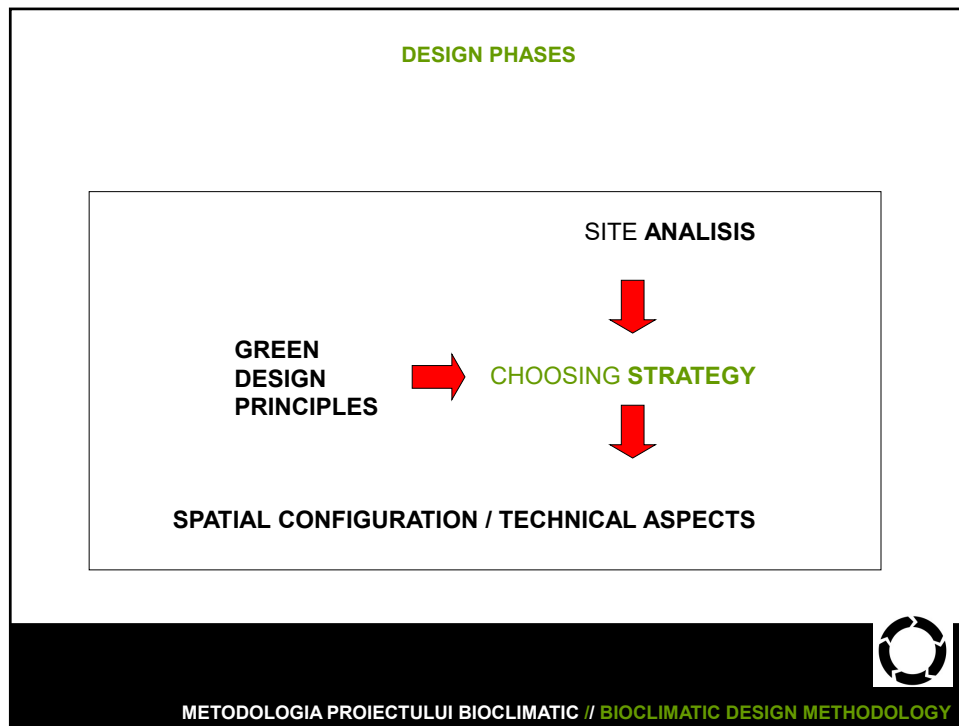 DESIGN PHASES
SITE ANALISIS
GREEN
DESIGN
PRINCIPLES
CHOOSING STRATEGY
SPATIAL CONFIGURATION / TECHNICAL ASPECTS
METODOLOGIA PROIECTULUI BIOCLIMATIC // BIOCLIMATIC DESIGN METHODOLOGY